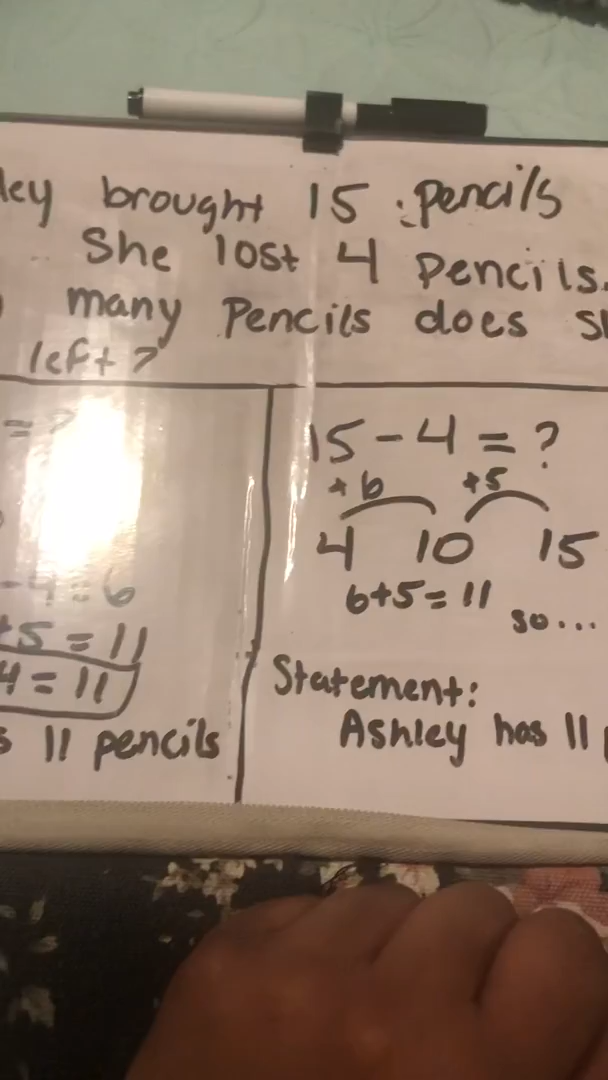 ley brought 15 pencils
She lost 4 pencils.
many Pencils does s
left?
= ?
-4=6
+5=11
4=11
s 11 pencils
15-4=?
+6 +5
4 10 15
6+5=11
so...
Statement:
Ashley has 11